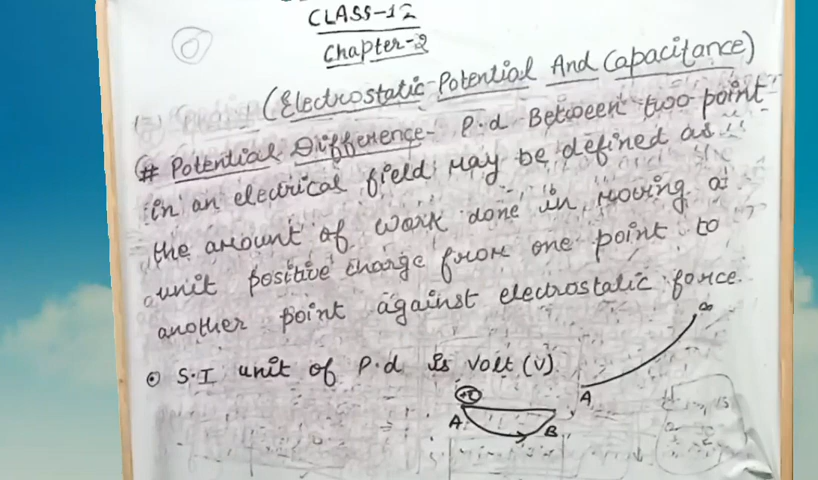 CLASS-12
Chapter-2
(Electrostatic Potential And Capacitance)
# Potential Difference- P.d Between two point
in an electrical field may be defined as
the amount of work done in moving a
unit positive charge from one point to
another point against electrostatic force.
⊙ S.I unit of P.d is volt (V)
∞
A
A
B